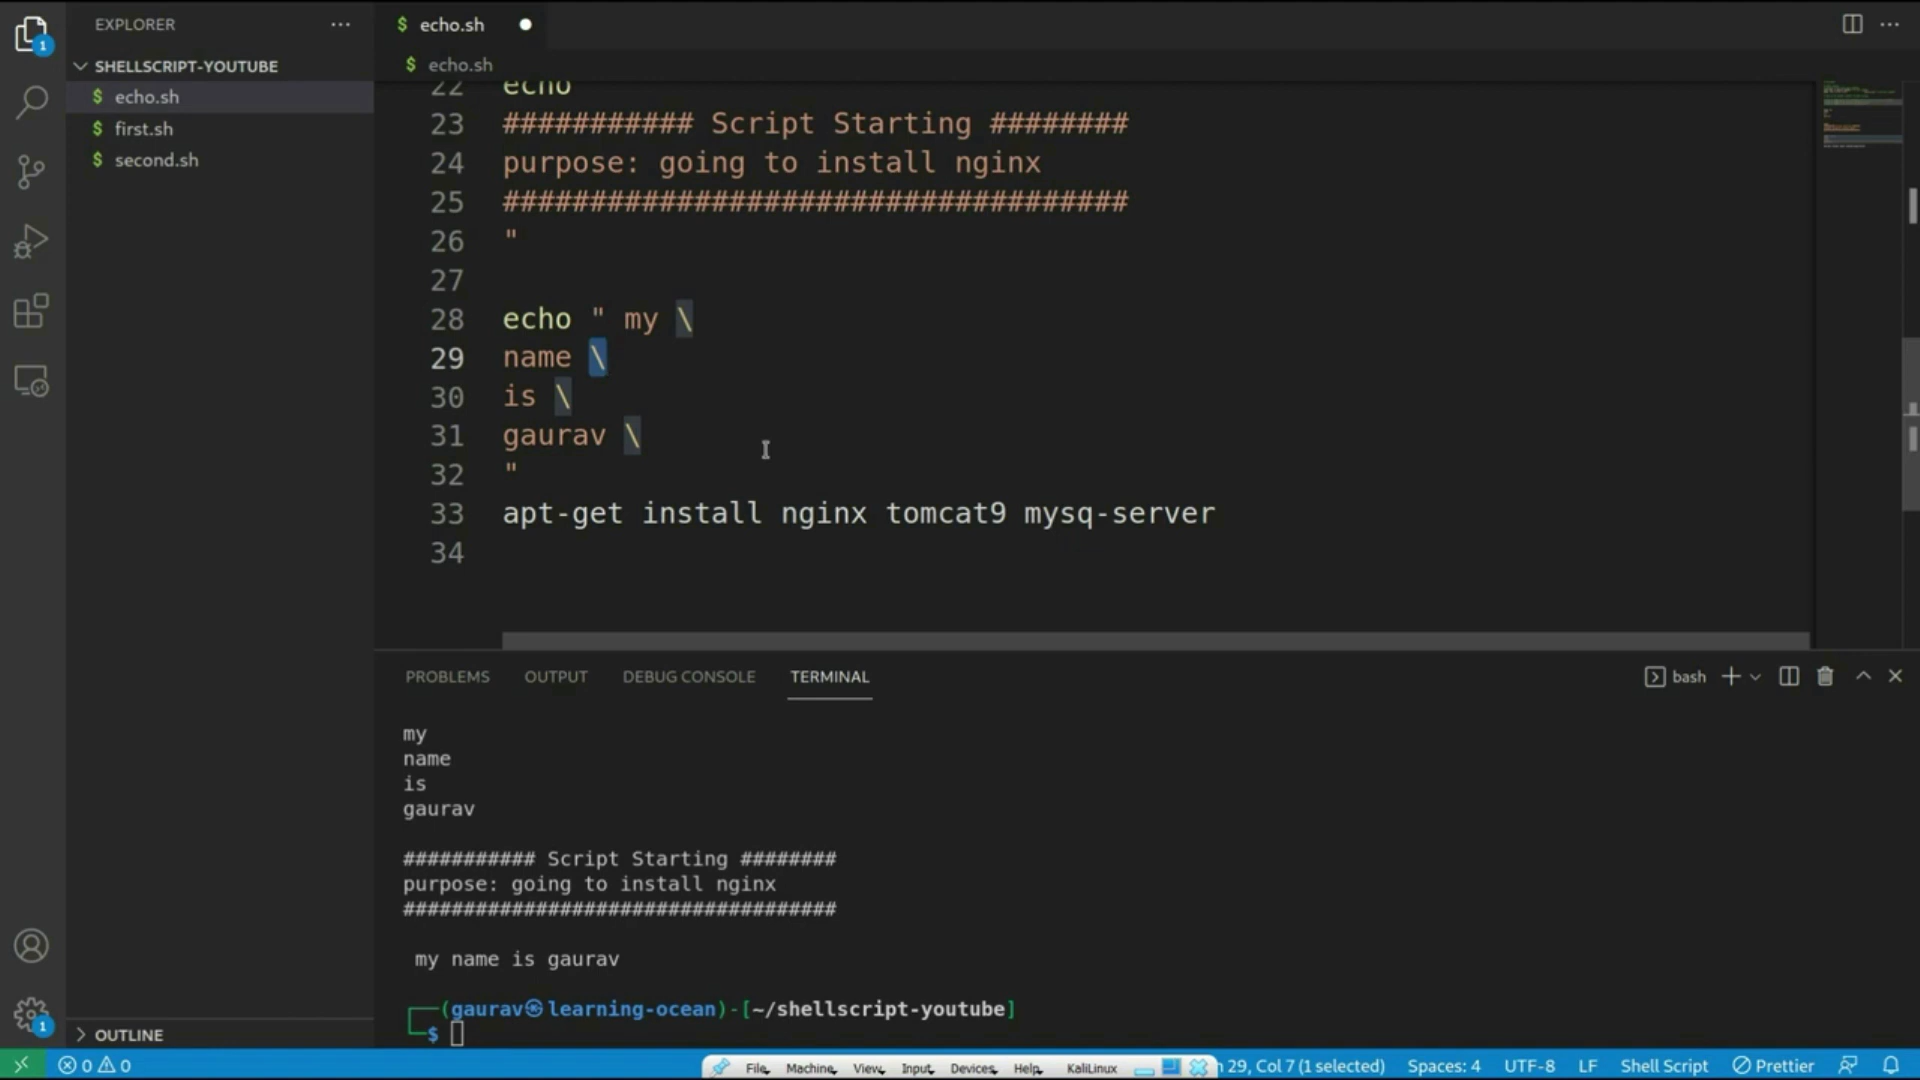 EXPLORER
SHELLSCRIPT-YOUTUBE
$ echo.sh
$ first.sh
$ second.sh
OUTLINE
$ echo.sh
$ echo.sh
22 echo
23 ########### Script Starting ########
24 purpose: going to install nginx
25 ####################################
26 "
27
28 echo " my \
29 name \
30 is \
31 gaurav \
32 "
33 apt-get install nginx tomcat9 mysq-server
34
PROBLEMS OUTPUT DEBUG CONSOLE TERMINAL
bash
my
name
is
gaurav
########### Script Starting ########
purpose: going to install nginx
####################################
my name is gaurav
(gaurav㉿learning-ocean)-[~/shellscript-youtube]
$
1
1
0 0
File Machine View Input Devices Help KaliLinux
n 29, Col 7 (1 selected) Spaces: 4 UTF-8 LF Shell Script Prettier